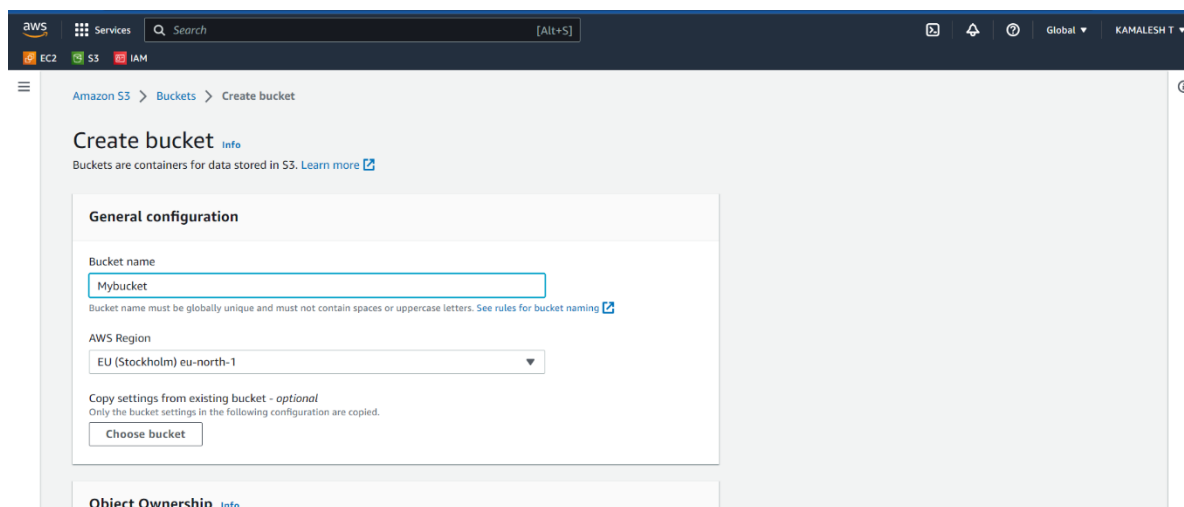 aws Services Search [Alt+S] Global KAMALESH T
EC2 S3 IAM
Amazon S3 > Buckets > Create bucket
Create bucket Info
Buckets are containers for data stored in S3. Learn more
General configuration
Bucket name
Mybucket
Bucket name must be globally unique and must not contain spaces or uppercase letters. See rules for bucket naming
AWS Region
EU (Stockholm) eu-north-1
Copy settings from existing bucket - optional
Only the bucket settings in the following configuration are copied.
Choose bucket
Object Ownership Info